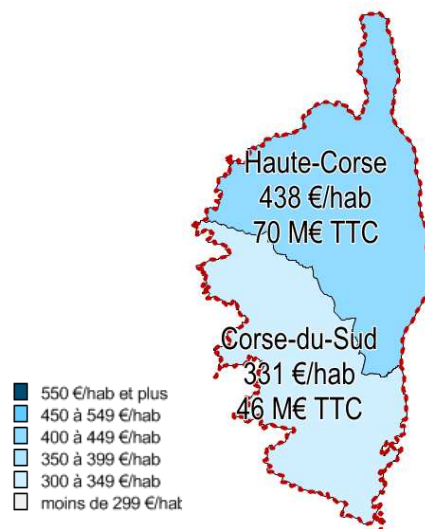 Haute-Corse
438 €/hab
70 M€ TTC
Corse-du-Sud
331 €/hab
46 M€ TTC
550 €/hab et plus
450 à 549 €/hab
400 à 449 €/hab
350 à 399 €/hab
300 à 349 €/hab
moins de 299 €/hab